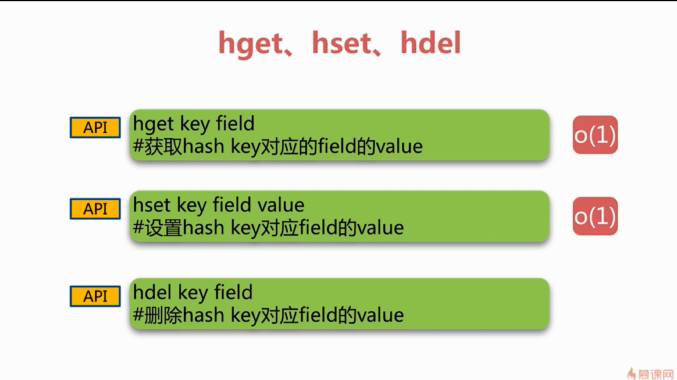 hget、hset、hdel
API
hget key field
#获取hash key对应的field的value
o(1)
API
hset key field value
#设置hash key对应field的value
o(1)
API
hdel key field
#删除hash key对应field的value
慕课网